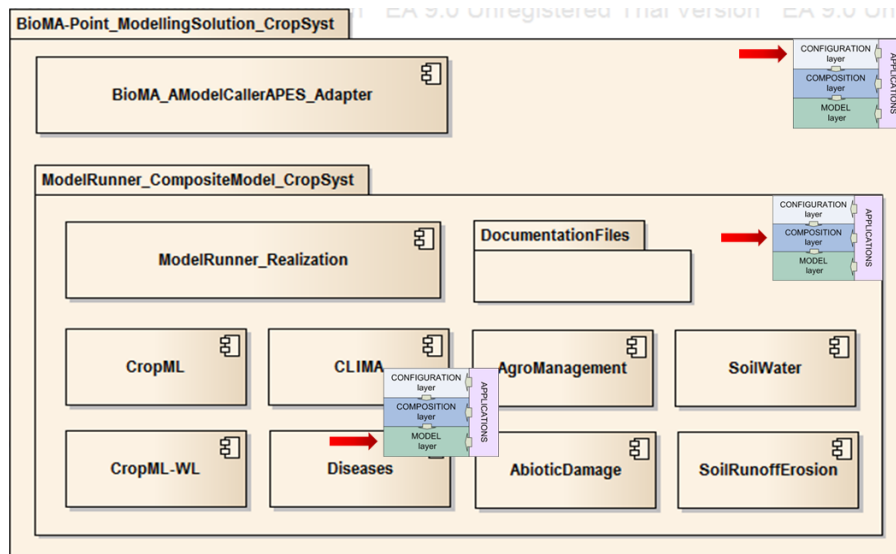 EA 9.0 Unregistered Trial Version EA 9.0 Un
BioMA-Point_ModellingSolution_CropSyst
CONFIGURATION
layer
COMPOSITION
layer
MODEL
layer
APPLICATIONS
BioMA_AModelCallerAPES_Adapter
ModelRunner_CompositeModel_CropSyst
CONFIGURATION
layer
COMPOSITION
layer
MODEL
layer
APPLICATIONS
ModelRunner_Realization
DocumentationFiles
CropML
CLIMA
AgroManagement
SoilWater
CONFIGURATION
layer
COMPOSITION
layer
MODEL
layer
APPLICATIONS
CropML-WL
Diseases
AbioticDamage
SoilRunoffErosion